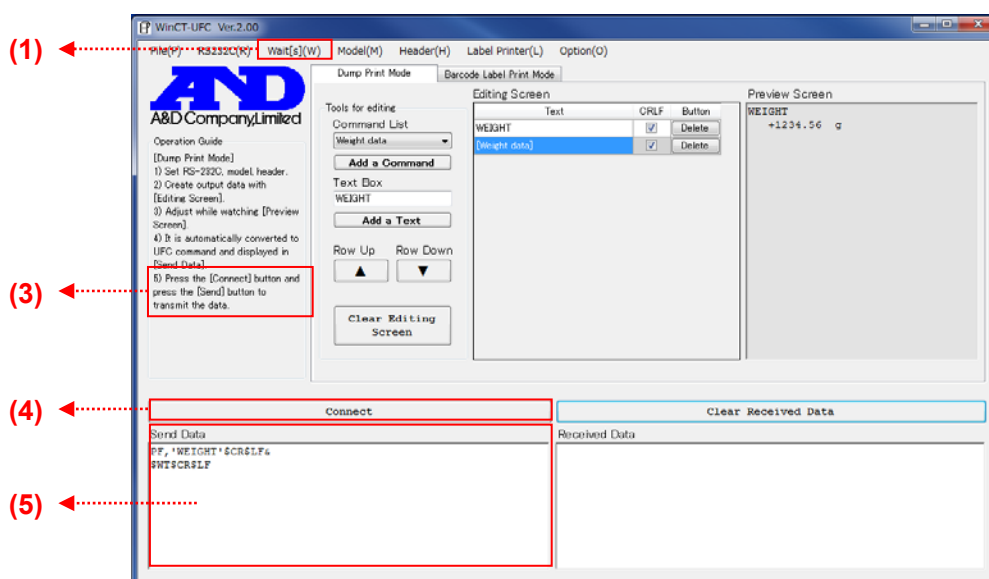 WinCT-UFC Ver.2.00
(1)
File(F) RS232C(R) Wait[s](W) Model(M) Header(H) Label Printer(L) Option(O)
Dump Print Mode Barcode Label Print Mode
AND
A&D Company,Limited
Operation Guide
[Dump Print Mode]
1) Set RS-232C, model, header.
2) Create output data with
[Editing Screen].
3) Adjust while watching [Preview
Screen].
4) It is automatically converted to
UFC command and displayed in
[Send Data].
5) Press the [Connect] button and
press the [Send] button to
transmit the data.
(3)
Tools for editing
Command List
Weight data
Add a Command
Text Box
WEIGHT
Add a Text
Row Up Row Down
▲ ▼
Clear Editing
Screen
Editing Screen
Text CRLF Button
WEIGHT Delete
[Weight data] Delete
Preview Screen
WEIGHT
+1234.56 g
(4)
Connect Clear Received Data
Send Data
PF,'WEIGHT'$CR$LF&
$WT$CR$LF
(5)
Received Data